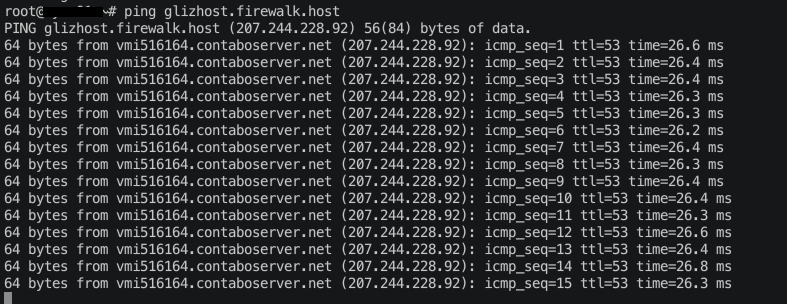 root@ ~# ping glizhost.firewalk.host
PING glizhost.firewalk.host (207.244.228.92) 56(84) bytes of data.
64 bytes from vmi516164.contaboserver.net (207.244.228.92): icmp_seq=1 ttl=53 time=26.6 ms
64 bytes from vmi516164.contaboserver.net (207.244.228.92): icmp_seq=2 ttl=53 time=26.4 ms
64 bytes from vmi516164.contaboserver.net (207.244.228.92): icmp_seq=3 ttl=53 time=26.4 ms
64 bytes from vmi516164.contaboserver.net (207.244.228.92): icmp_seq=4 ttl=53 time=26.3 ms
64 bytes from vmi516164.contaboserver.net (207.244.228.92): icmp_seq=5 ttl=53 time=26.3 ms
64 bytes from vmi516164.contaboserver.net (207.244.228.92): icmp_seq=6 ttl=53 time=26.2 ms
64 bytes from vmi516164.contaboserver.net (207.244.228.92): icmp_seq=7 ttl=53 time=26.4 ms
64 bytes from vmi516164.contaboserver.net (207.244.228.92): icmp_seq=8 ttl=53 time=26.3 ms
64 bytes from vmi516164.contaboserver.net (207.244.228.92): icmp_seq=9 ttl=53 time=26.4 ms
64 bytes from vmi516164.contaboserver.net (207.244.228.92): icmp_seq=10 ttl=53 time=26.4 ms
64 bytes from vmi516164.contaboserver.net (207.244.228.92): icmp_seq=11 ttl=53 time=26.3 ms
64 bytes from vmi516164.contaboserver.net (207.244.228.92): icmp_seq=12 ttl=53 time=26.6 ms
64 bytes from vmi516164.contaboserver.net (207.244.228.92): icmp_seq=13 ttl=53 time=26.4 ms
64 bytes from vmi516164.contaboserver.net (207.244.228.92): icmp_seq=14 ttl=53 time=26.8 ms
64 bytes from vmi516164.contaboserver.net (207.244.228.92): icmp_seq=15 ttl=53 time=26.3 ms